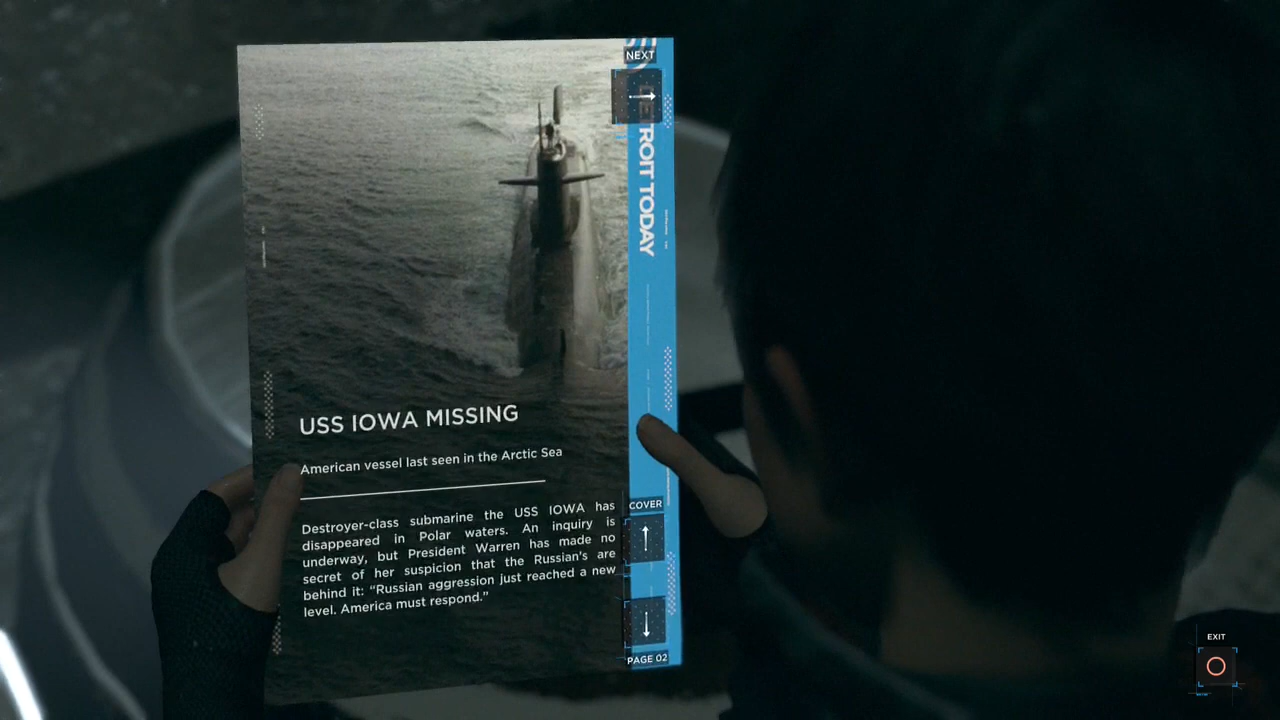 NEXT
DETROIT TODAY
USS IOWA MISSING
American vessel last seen in the Arctic Sea
Destroyer-class submarine the USS IOWA has
disappeared in Polar waters. An inquiry is
underway, but President Warren has made no
secret of her suspicion that the Russian's are
behind it: “Russian aggression just reached a new
level. America must respond.”
COVER
PAGE 02
EXIT